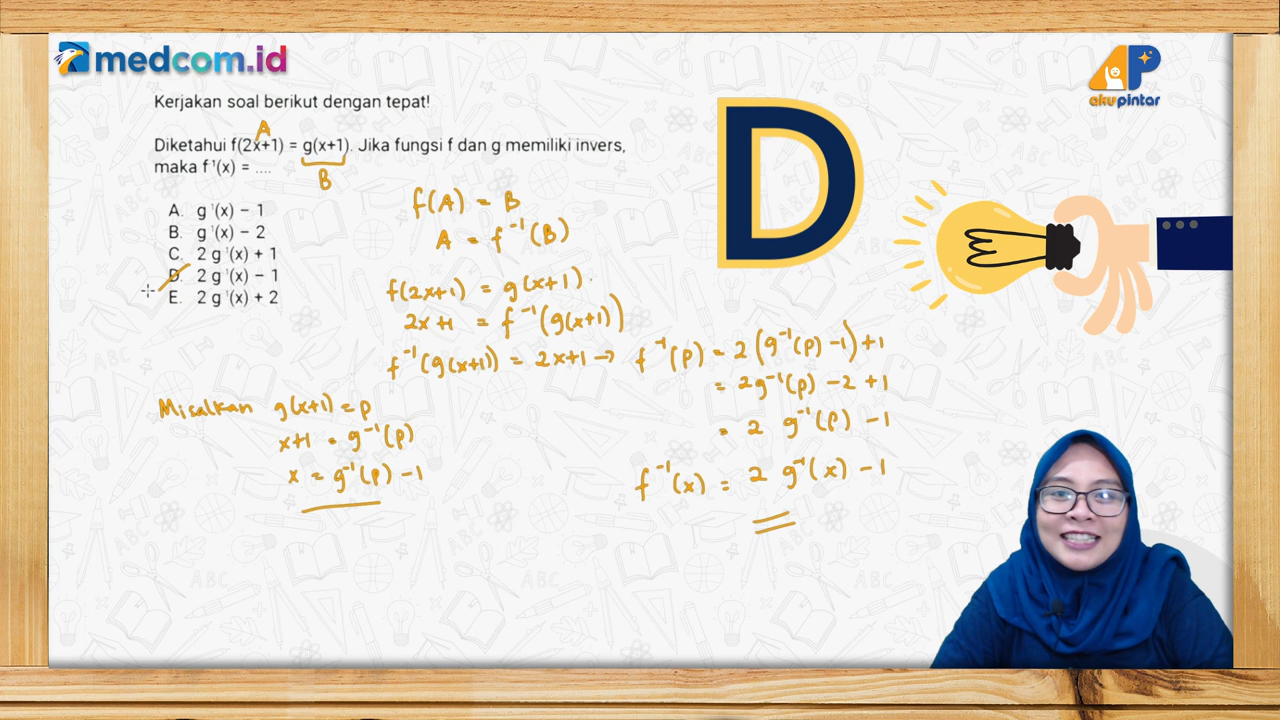 medcom.id
akupintar
Kerjakan soal berikut dengan tepat!
A
Diketahui f(2x+1) = g(x+1). Jika fungsi f dan g memiliki invers,
maka f⁻¹(x) = ....
B
A. g⁻¹(x) − 1
B. g⁻¹(x) − 2
C. 2 g⁻¹(x) + 1
D. 2 g⁻¹(x) − 1
E. 2 g⁻¹(x) + 2
f(A) = B
A = f⁻¹(B)
f(2x+1) = g(x+1)
2x+1 = f⁻¹(g(x+1))
f⁻¹(g(x+1)) = 2x+1 → f⁻¹(p) = 2(g⁻¹(p) −1)+1
= 2g⁻¹(p) −2 +1
= 2 g⁻¹(p) −1
f⁻¹(x) = 2 g⁻¹(x) −1
Misalkan g(x+1) = p
x+1 = g⁻¹(p)
x = g⁻¹(p) −1
D